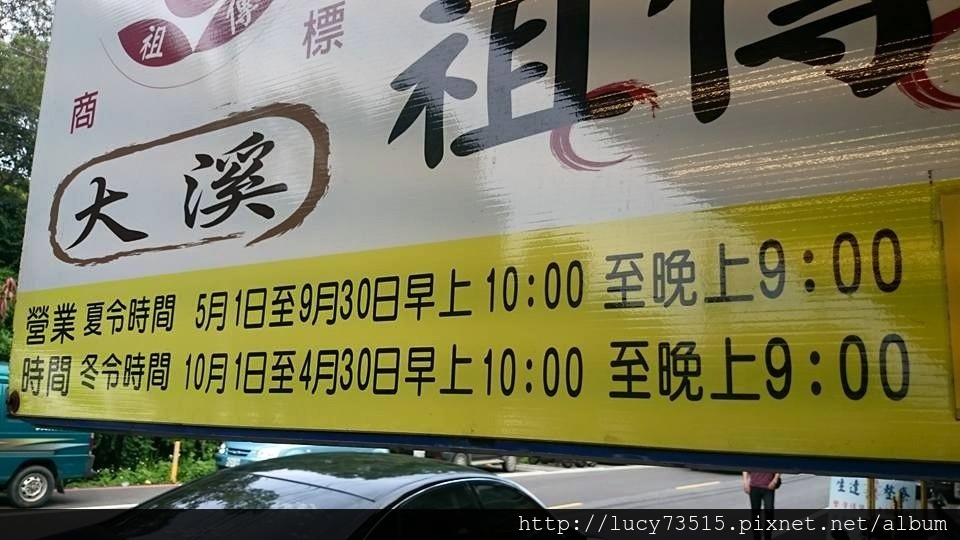 祖傳
商標
祖傳
大溪
營業 夏令時間 5月1日至9月30日早上10:00 至晚上9:00
時間 冬令時間 10月1日至4月30日早上10:00 至晚上9:00
http://lucy73515.pixnet.net/album